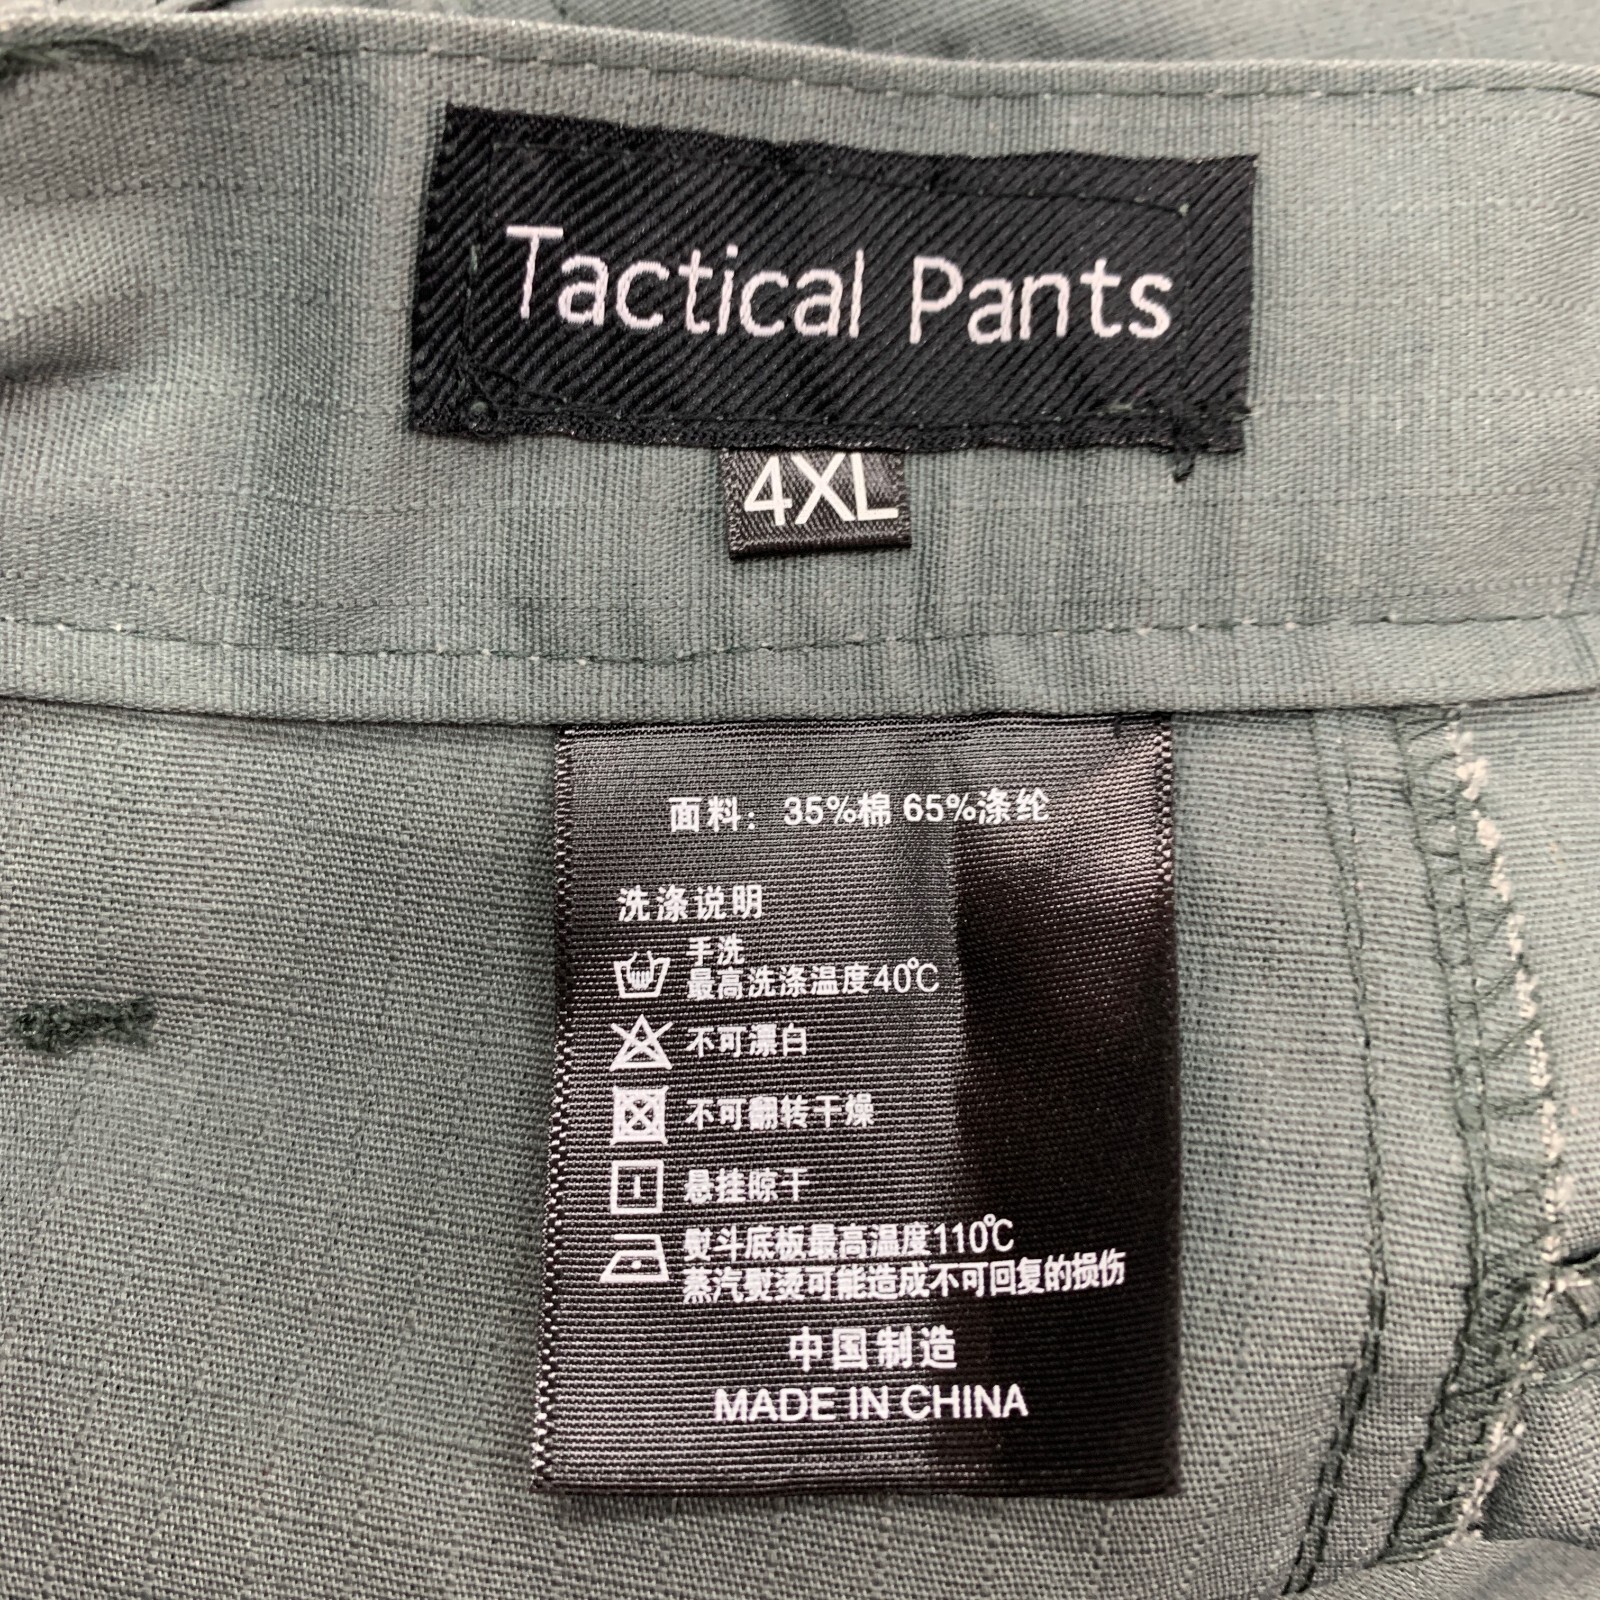 Tactical Pants
4XL
面料：35%棉 65%涤纶
洗涤说明
手洗
最高洗涤温度40℃
不可漂白
不可翻转干燥
悬挂晾干
熨斗底板最高温度110℃
蒸汽熨烫可能造成不可回复的损伤
中国制造
MADE IN CHINA